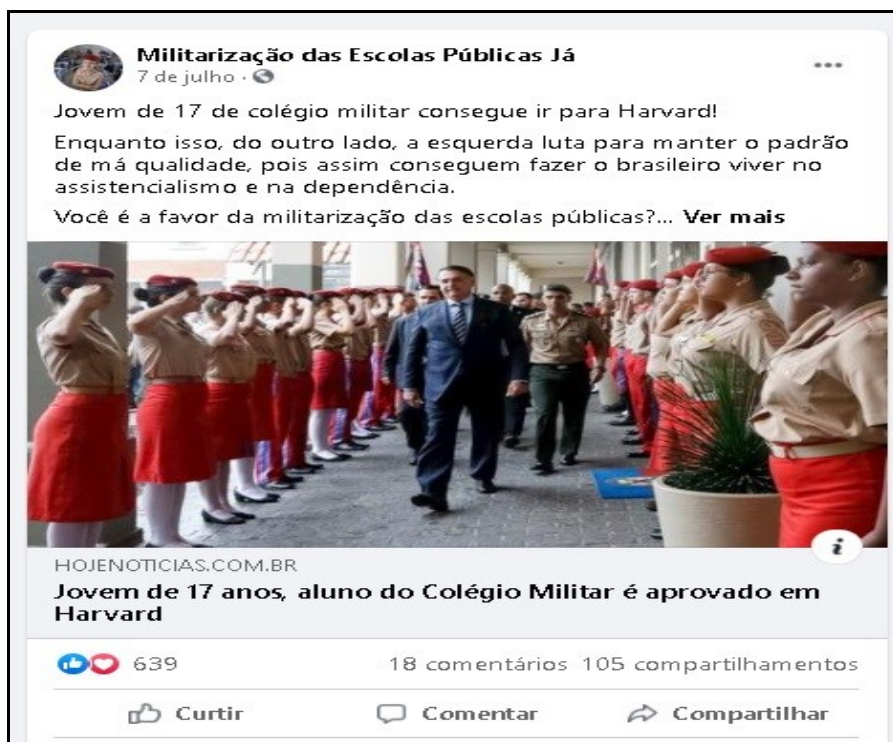 Militarização das Escolas Públicas Já
7 de julho ·
Jovem de 17 de colégio militar consegue ir para Harvard!
Enquanto isso, do outro lado, a esquerda luta para manter o padrão
de má qualidade, pois assim conseguem fazer o brasileiro viver no
assistencialismo e na dependência.
Você é a favor da militarização das escolas públicas?... Ver mais
i
HOJENOTICIAS.COM.BR
Jovem de 17 anos, aluno do Colégio Militar é aprovado em
Harvard
639 18 comentários 105 compartilhamentos
Curtir Comentar Compartilhar